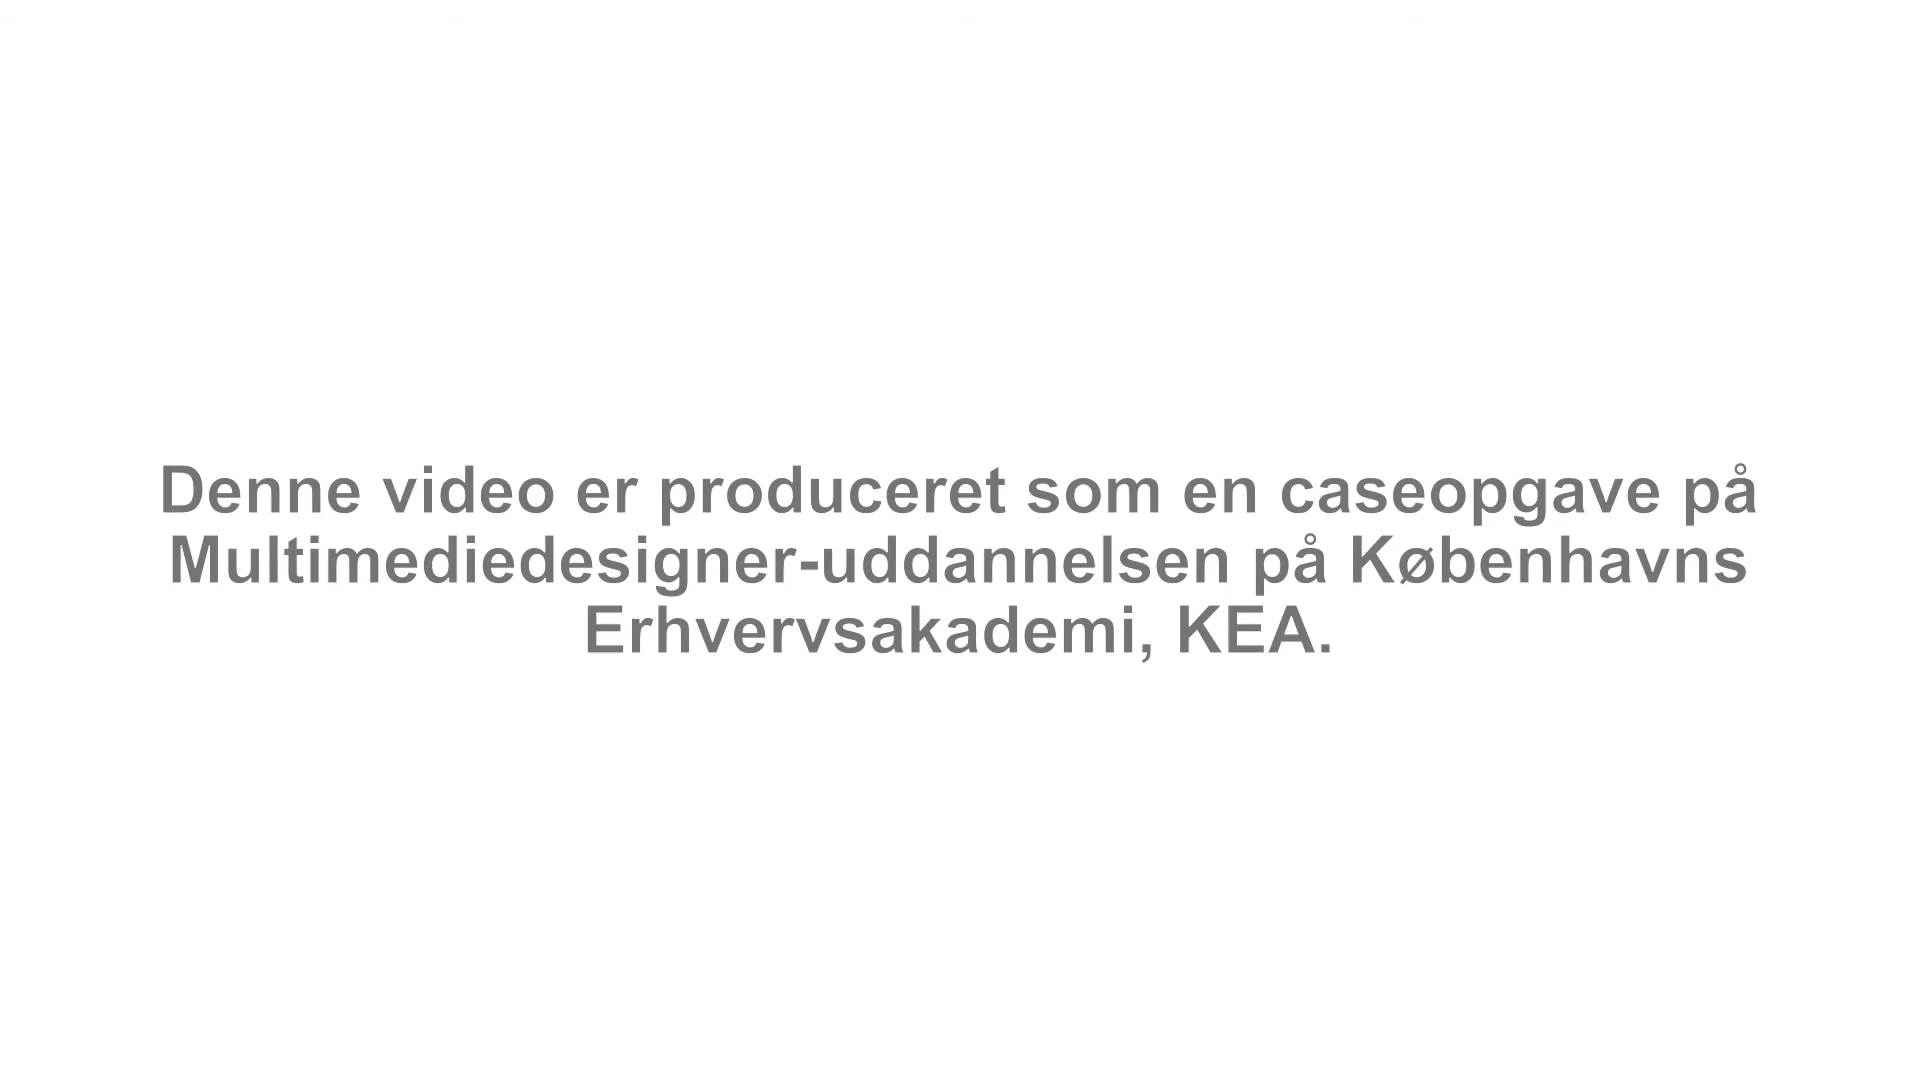 Denne video er produceret som en caseopgave på
Multimediedesigner-uddannelsen på Københavns
Erhvervsakademi, KEA.